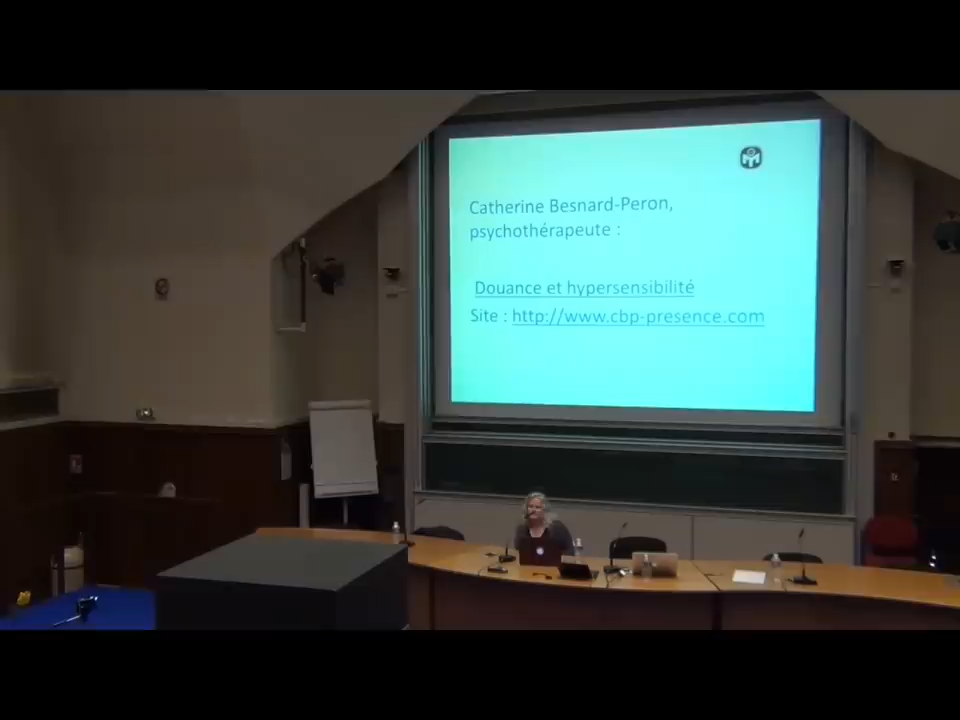 Catherine Besnard-Peron,
psychothérapeute :
Douance et hypersensibilité
Site : http://www.cbp-presence.com